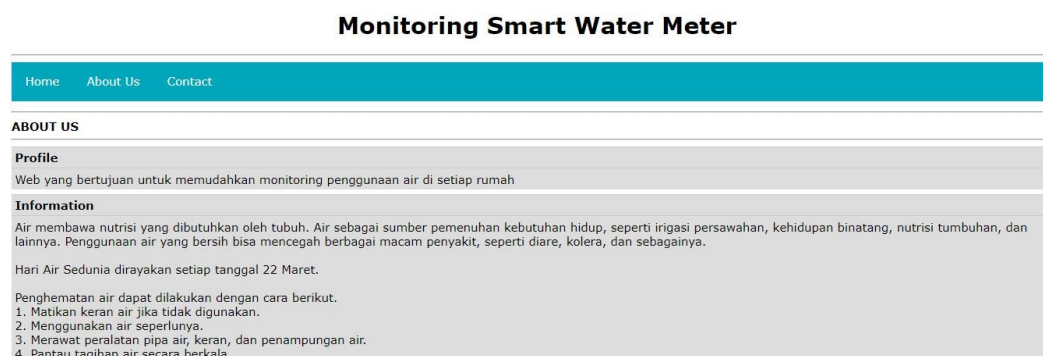 Monitoring Smart Water Meter
Home About Us Contact
ABOUT US
Profile
Web yang bertujuan untuk memudahkan monitoring penggunaan air di setiap rumah
Information
Air membawa nutrisi yang dibutuhkan oleh tubuh. Air sebagai sumber pemenuhan kebutuhan hidup, seperti irigasi persawahan, kehidupan binatang, nutrisi tumbuhan, dan
lainnya. Penggunaan air yang bersih bisa mencegah berbagai macam penyakit, seperti diare, kolera, dan sebagainya.
Hari Air Sedunia dirayakan setiap tanggal 22 Maret.
Penghematan air dapat dilakukan dengan cara berikut.
1. Matikan keran air jika tidak digunakan.
2. Menggunakan air seperlunya.
3. Merawat peralatan pipa air, keran, dan penampungan air.
4. Pantau tagihan air secara berkala.